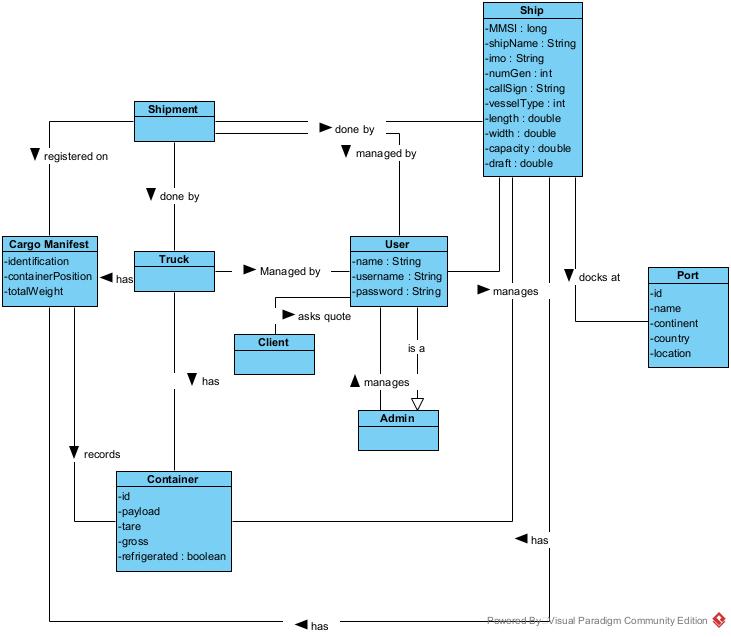 Ship
-MMSI : long
-shipName : String
-imo : String
-numGen : int
-callSign : String
-vesselType : int
-length : double
-width : double
-capacity : double
-draft : double
Shipment
done by
managed by
registered on
done by
Cargo Manifest
-identification
-containerPosition
-totalWeight
has
Truck
Managed by
User
-name : String
-username : String
-password : String
manages
docks at
Port
-id
-name
-continent
-country
-location
asks quote
Client
is a
has
manages
Admin
records
Container
-id
-payload
-tare
-gross
-refrigerated : boolean
has
has
Powered By Visual Paradigm Community Edition